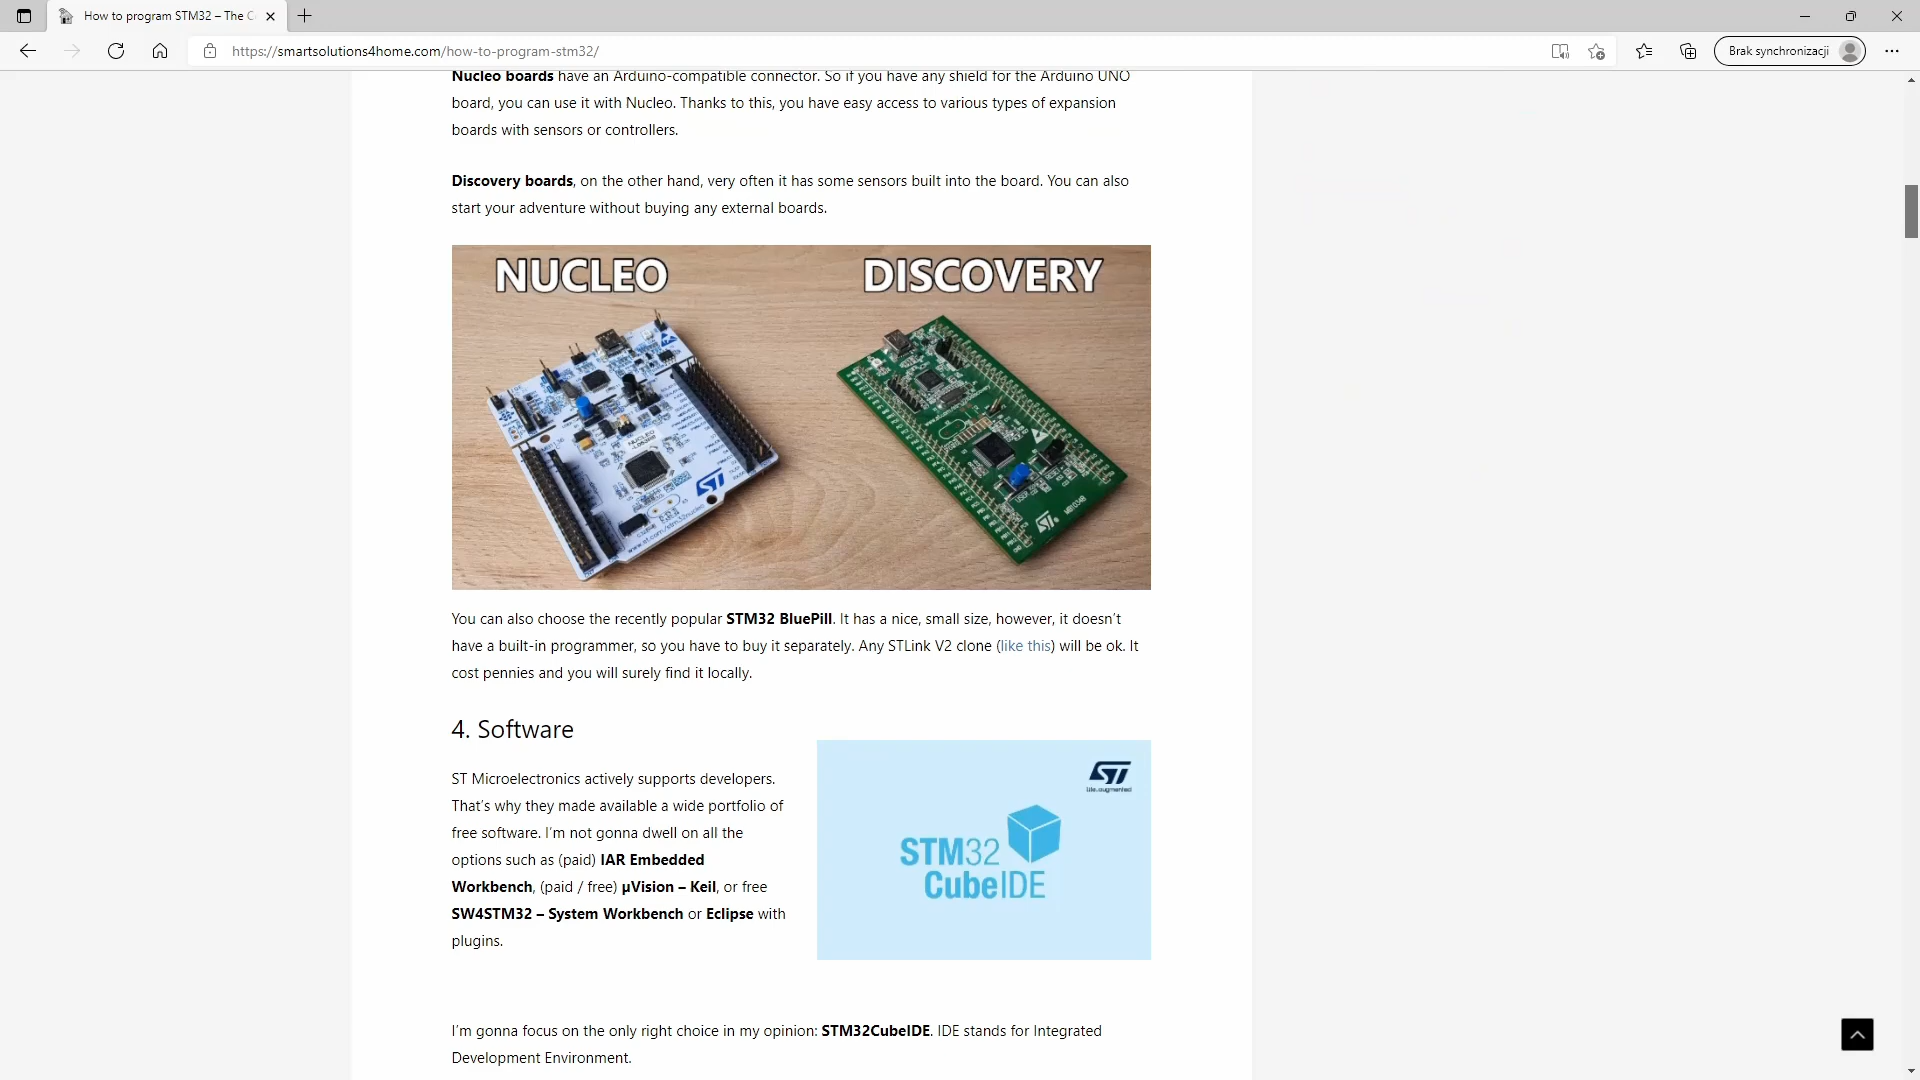 How to program STM32 – The C
https://smartsolutions4home.com/how-to-program-stm32/
Brak synchronizacji
Nucleo boards have an Arduino-compatible connector. So if you have any shield for the Arduino UNO
board, you can use it with Nucleo. Thanks to this, you have easy access to various types of expansion
boards with sensors or controllers.
Discovery boards, on the other hand, very often it has some sensors built into the board. You can also
start your adventure without buying any external boards.
NUCLEO
DISCOVERY
NUCLEO
ST
www.st.com/stm32nucleo
ST
You can also choose the recently popular STM32 BluePill. It has a nice, small size, however, it doesn't
have a built-in programmer, so you have to buy it separately. Any STLink V2 clone (like this) will be ok. It
cost pennies and you will surely find it locally.
4. Software
ST Microelectronics actively supports developers.
That's why they made available a wide portfolio of
free software. I'm not gonna dwell on all the
options such as (paid) IAR Embedded
Workbench, (paid / free) µVision – Keil, or free
SW4STM32 – System Workbench or Eclipse with
plugins.
ST
life.augmented
STM32
CubeIDE
I'm gonna focus on the only right choice in my opinion: STM32CubeIDE. IDE stands for Integrated
Development Environment.